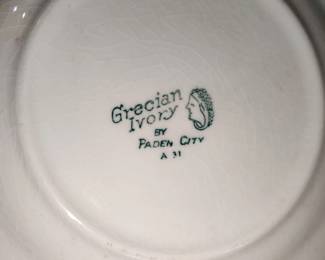 Grecian
Ivory
BY
PADEN CITY
A 31